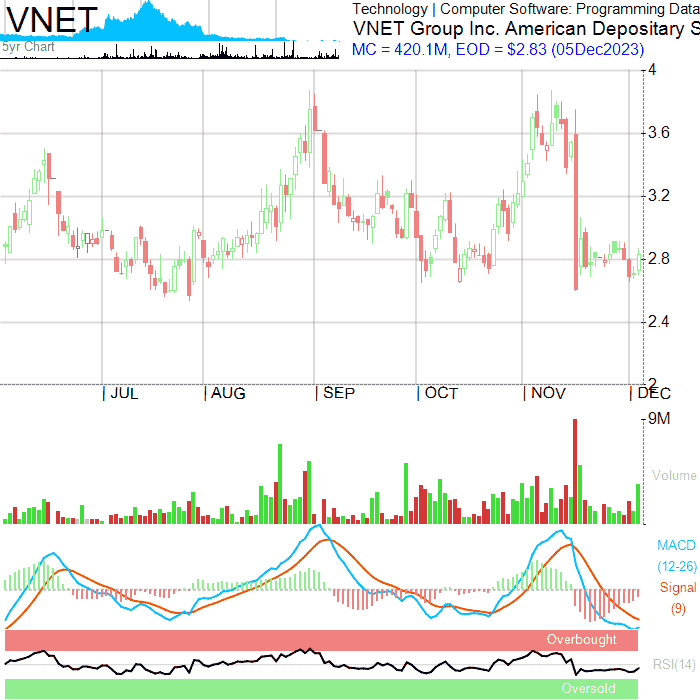 VNET
5yr Chart
Technology | Computer Software: Programming Data
VNET Group Inc. American Depositary S
MC = 420.1M, EOD = $2.83 (05Dec2023)
4
3.6
3.2
2.8
2.4
2
JUL AUG SEP OCT NOV DEC
9M
Volume
MACD
(12-26)
Signal
(9)
Overbought
RSI(14)
Oversold